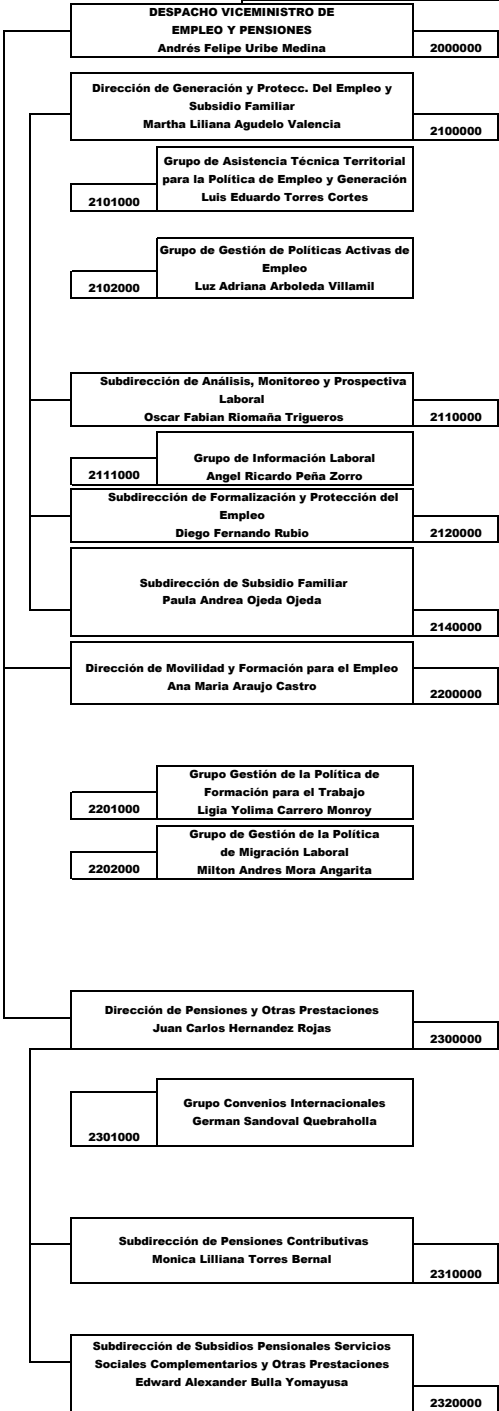 DESPACHO VICEMINISTRO DE
EMPLEO Y PENSIONES
Andrés Felipe Uribe Medina
2000000
Dirección de Generación y Protecc. Del Empleo y
Subsidio Familiar
Martha Liliana Agudelo Valencia
2100000
Grupo de Asistencia Técnica Territorial
para la Política de Empleo y Generación
Luis Eduardo Torres Cortes
2101000
Grupo de Gestión de Políticas Activas de
Empleo
Luz Adriana Arboleda Villamil
2102000
Subdirección de Análisis, Monitoreo y Prospectiva
Laboral
Oscar Fabian Riomaña Trigueros
2110000
Grupo de Información Laboral
Angel Ricardo Peña Zorro
2111000
Subdirección de Formalización y Protección del
Empleo
Diego Fernando Rubio
2120000
Subdirección de Subsidio Familiar
Paula Andrea Ojeda Ojeda
2140000
Dirección de Movilidad y Formación para el Empleo
Ana Maria Araujo Castro
2200000
Grupo Gestión de la Política de
Formación para el Trabajo
Ligia Yolima Carrero Monroy
2201000
Grupo de Gestión de la Política
de Migración Laboral
Milton Andres Mora Angarita
2202000
Dirección de Pensiones y Otras Prestaciones
Juan Carlos Hernandez Rojas
2300000
Grupo Convenios Internacionales
German Sandoval Quebraholla
2301000
Subdirección de Pensiones Contributivas
Monica Lilliana Torres Bernal
2310000
Subdirección de Subsidios Pensionales Servicios
Sociales Complementarios y Otras Prestaciones
Edward Alexander Bulla Yomayusa
2320000